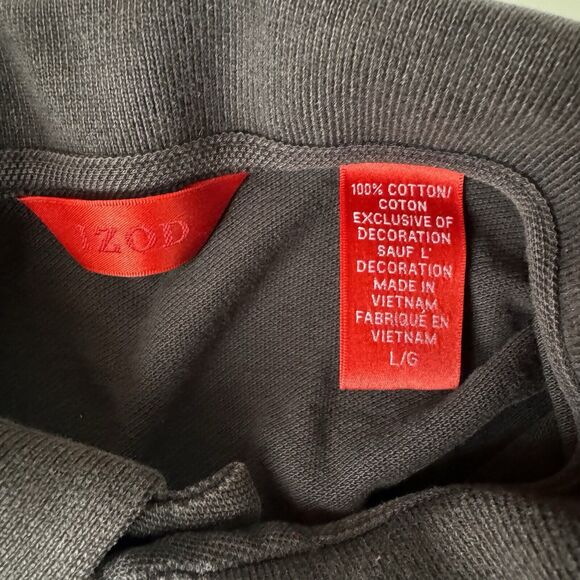 IZOD
100% COTTON/
COTON
EXCLUSIVE OF
DECORATION
SAUF L'
DECORATION
MADE IN
VIETNAM
FABRIQUÉ EN
VIETNAM
L/G